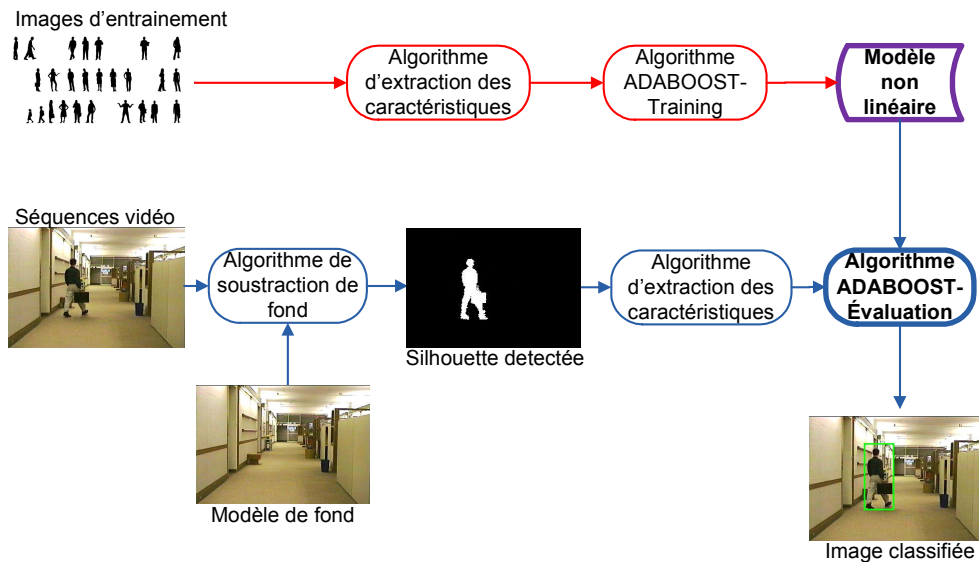 Images d'entrainement
Algorithme
d'extraction des
caractéristiques
Algorithme
ADABOOST-
Training
Modèle
non
linéaire
Séquences vidéo
Algorithme de
soustraction de
fond
Silhouette detectée
Algorithme
d'extraction des
caractéristiques
Algorithme
ADABOOST-
Évaluation
Modèle de fond
Image classifiée